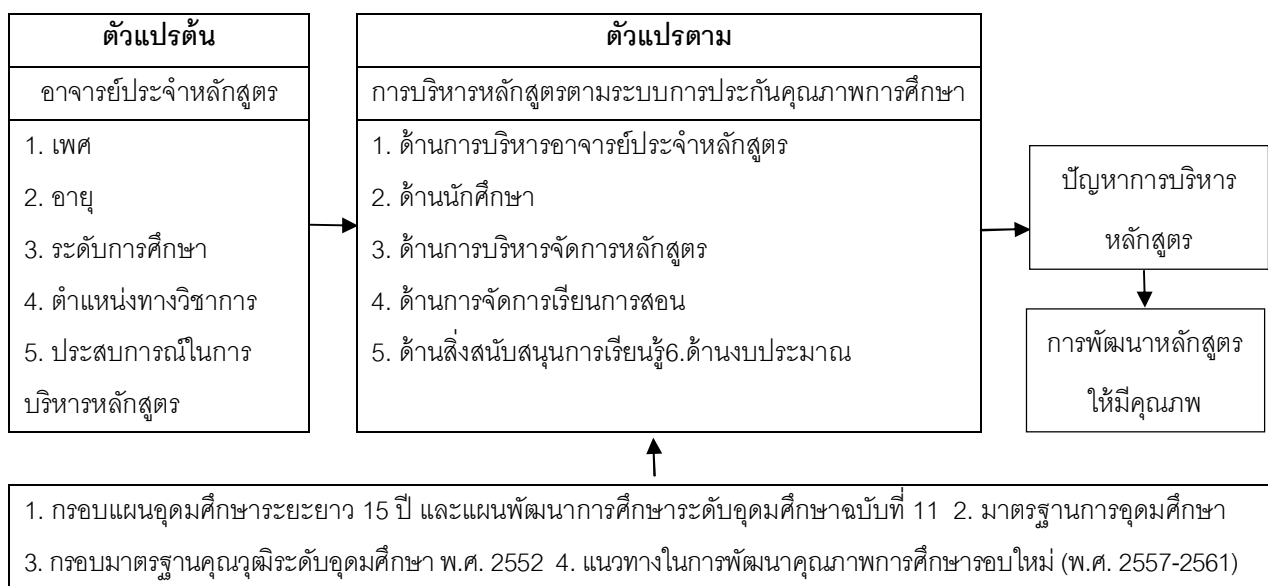 ตัวแปรต้น
อาจารย์ประจำหลักสูตร
1. เพศ
2. อายุ
3. ระดับการศึกษา
4. ตำแหน่งทางวิชาการ
5. ประสบการณ์ในการ
บริหารหลักสูตร
ตัวแปรตาม
การบริหารหลักสูตรตามระบบการประกันคุณภาพการศึกษา
1. ด้านการบริหารอาจารย์ประจำหลักสูตร
2. ด้านนักศึกษา
3. ด้านการบริหารจัดการหลักสูตร
4. ด้านการจัดการเรียนการสอน
5. ด้านสิ่งสนับสนุนการเรียนรู้6.ด้านงบประมาณ
ปัญหาการบริหาร
หลักสูตร
การพัฒนาหลักสูตร
ให้มีคุณภพ
1. กรอบแผนอุดมศึกษาระยะยาว 15 ปี และแผนพัฒนาการศึกษาระดับอุดมศึกษาฉบับที่ 11 2. มาตรฐานการอุดมศึกษา
3. กรอบมาตรฐานคุณวุฒิระดับอุดมศึกษา พ.ศ. 2552 4. แนวทางในการพัฒนาคุณภาพการศึกษารอบใหม่ (พ.ศ. 2557-2561)